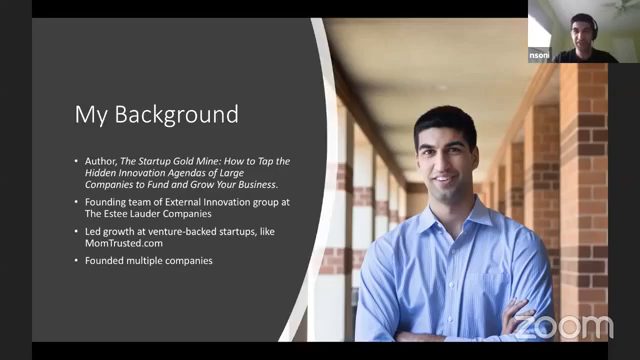 nsoni
My Background
• Author, The Startup Gold Mine: How to Tap the
Hidden Innovation Agendas of Large
Companies to Fund and Grow Your Business.
• Founding team of External Innovation group at
The Estee Lauder Companies
• Led growth at venture-backed startups, like
MomTrusted.com
• Founded multiple companies
zoom